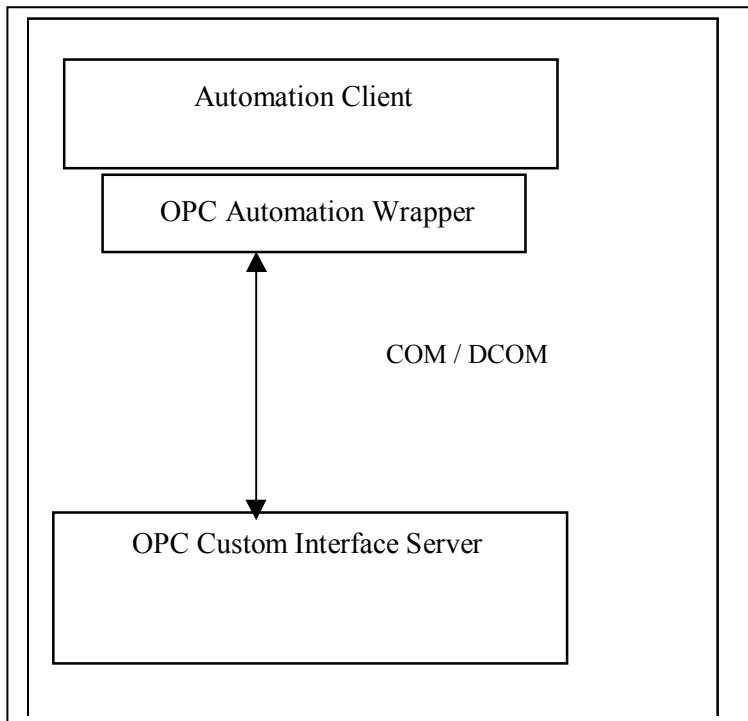 Automation Client
OPC Automation Wrapper
COM / DCOM
OPC Custom Interface Server